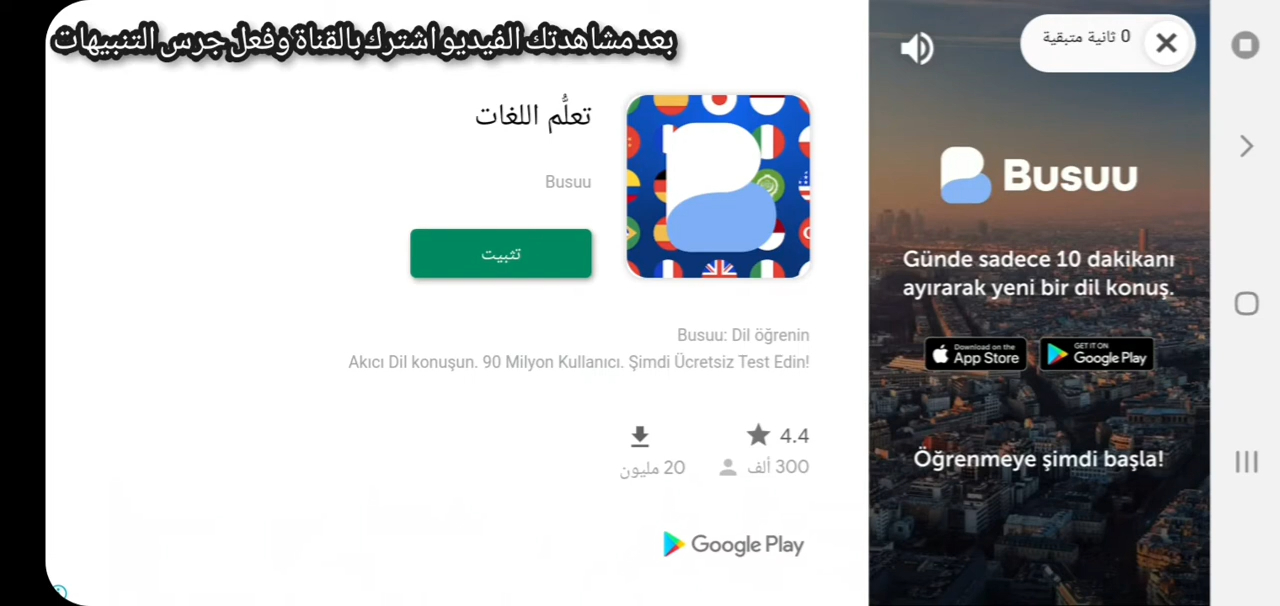 بعد مشاهدتك الفيديو اشترك بالقناة وفعل جرس التنبيهات
تعلُّم اللغات
Busuu
تثبيت
Busuu: Dil öğrenin
Akıcı Dil konuşun. 90 Milyon Kullanıcı. Şimdi Ücretsiz Test Edin!
4.4
300 ألف
20 مليون
Google Play
0 ثانية متبقية
Busuu
Günde sadece 10 dakikanı
ayırarak yeni bir dil konuş.
Download on the
App Store
GET IT ON
Google Play
Öğrenmeye şimdi başla!